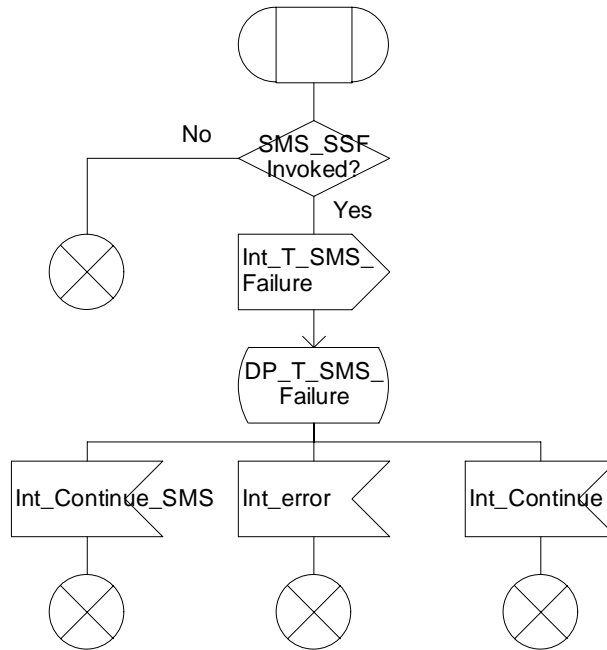 No
SMS_SSF
Invoked?
Yes
Int_T_SMS_
Failure
DP_T_SMS_
Failure
Int_Continue_SMS
Int_error
Int_Continue